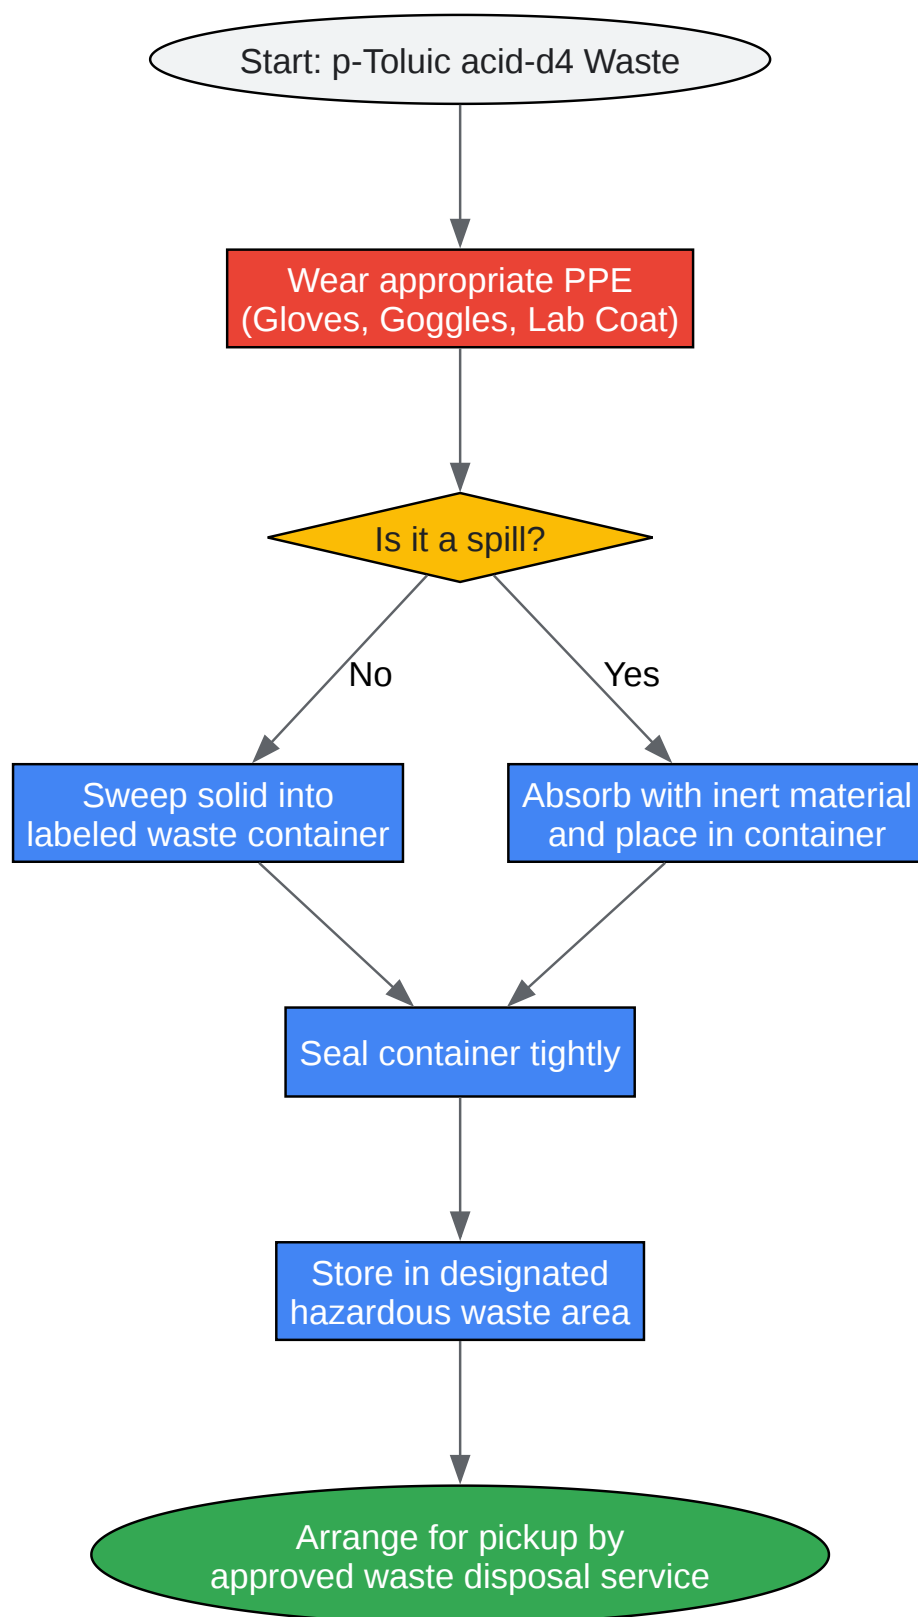 Start: p-Toluic acid-d4 Waste
Wear appropriate PPE
(Gloves, Goggles, Lab Coat)
Is it a spill?
No
Yes
Sweep solid into
labeled waste container
Absorb with inert material
and place in container
Seal container tightly
Store in designated
hazardous waste area
Arrange for pickup by
approved waste disposal service